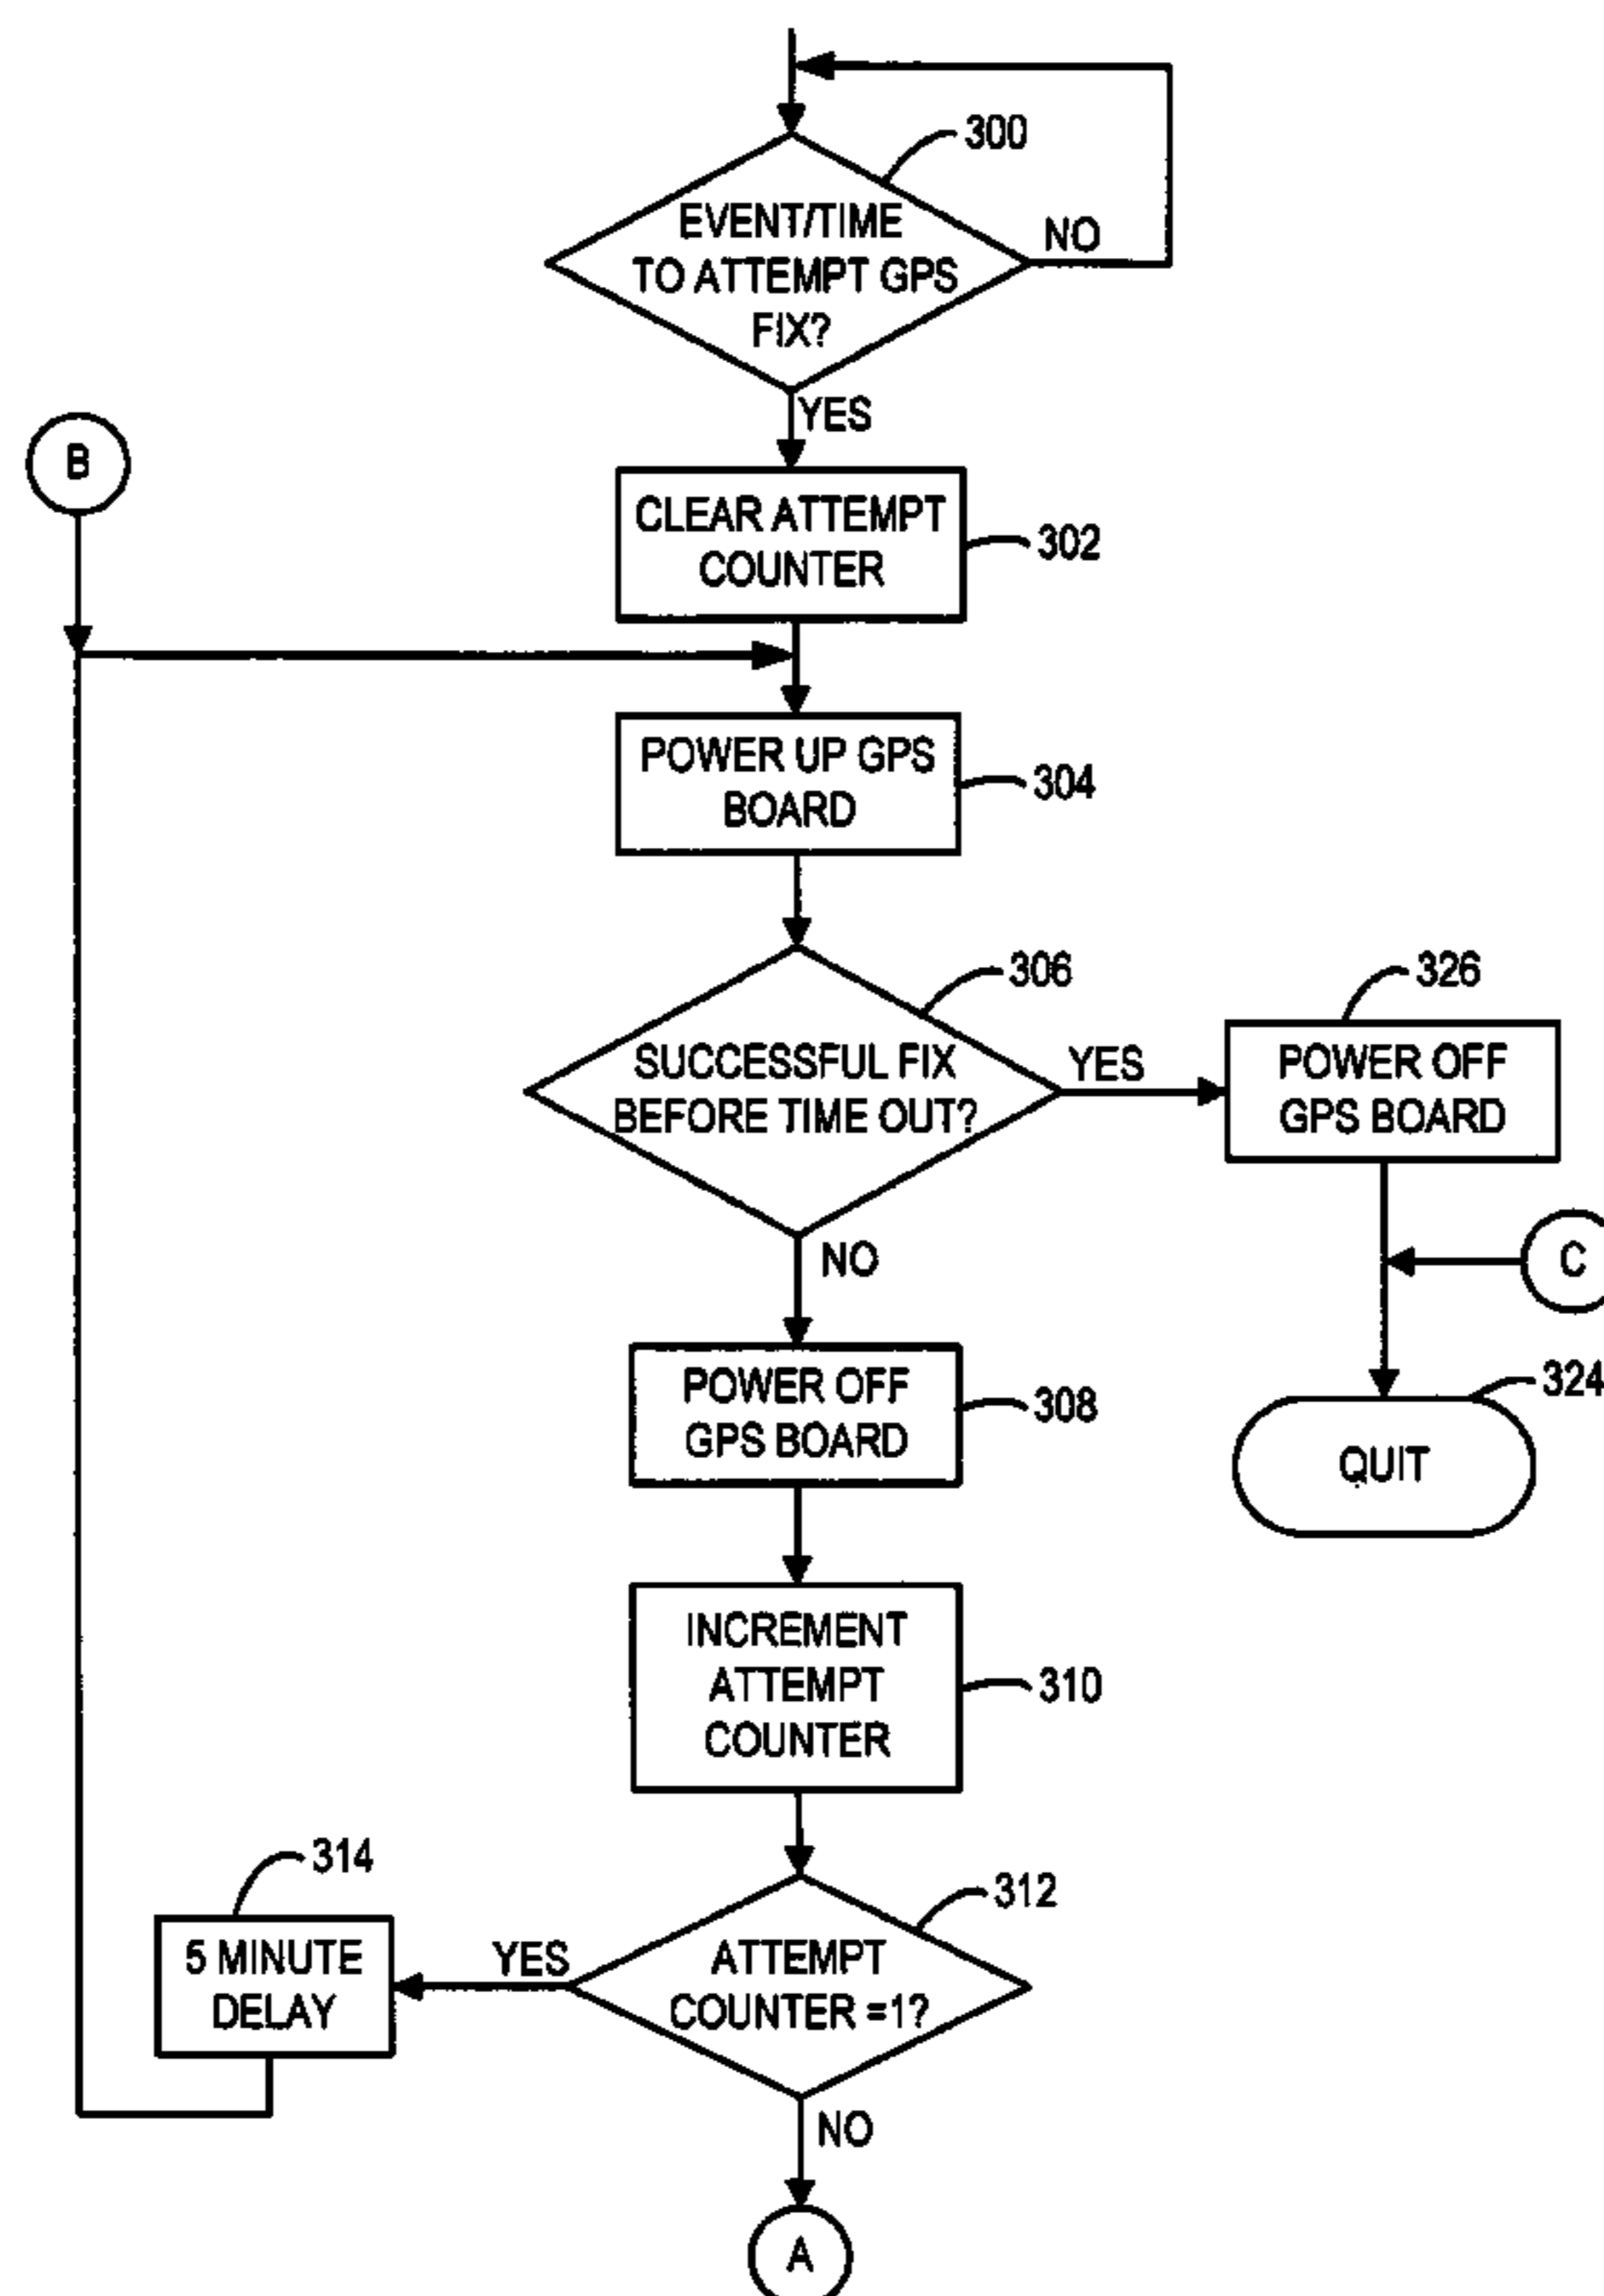 300
EVENT/TIME
TO ATTEMPT GPS
FIX?
NO
YES
B
CLEAR ATTEMPT
COUNTER
302
POWER UP GPS
BOARD
304
306
SUCCESSFUL FIX
BEFORE TIME OUT?
YES
326
POWER OFF
GPS BOARD
NO
C
POWER OFF
GPS BOARD
308
324
QUIT
INCREMENT
ATTEMPT
COUNTER
310
314
5 MINUTE
DELAY
YES
312
ATTEMPT
COUNTER =1?
NO
A